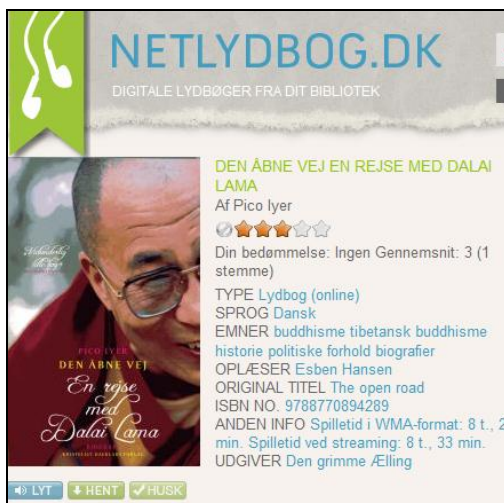 NETLYDBOG.DK
DIGITALE LYDBØGER FRA DIT BIBLIOTEK
DEN ÅBNE VEJ EN REJSE MED DALAI
LAMA
Af Pico Iyer
Din bedømmelse: Ingen Gennemsnit: 3 (1
stemme)
TYPE Lydbog (online)
SPROG Dansk
EMNER buddhisme tibetansk buddhisme
historie politiske forhold biografier
OPLÆSER Esben Hansen
ORIGINAL TITEL The open road
ISBN NO. 9788770894289
ANDEN INFO Spilletid i WMA-format: 8 t., 2
min. Spilletid ved streaming: 8 t., 33 min.
UDGIVER Den grimme Ælling
PICO IYER
DEN ÅBNE VEJ
En rejse
med
Dalai Lama
LYT HENT HUSK